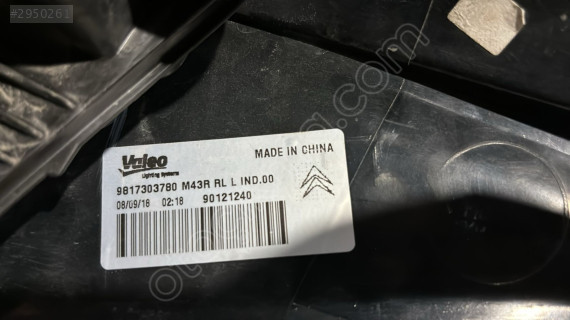 #2950261
Valeo
Lighting Systems
MADE IN CHINA
9817303780 M43R RL L IND.00
08/09/18 02:18 90121240